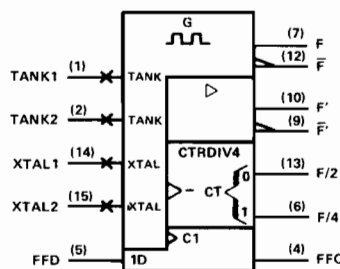 G
(7) F
(12) F̅
TANK1 (1) TANK
TANK2 (2) TANK
(10) F'
(9) F̅'
XTAL1 (14) XTAL
CTRDIV4
(13) F/2
XTAL2 (15) XTAL
CT 0
1
(6) F/4
C1
FFD (5) 1D
(4) FFQ